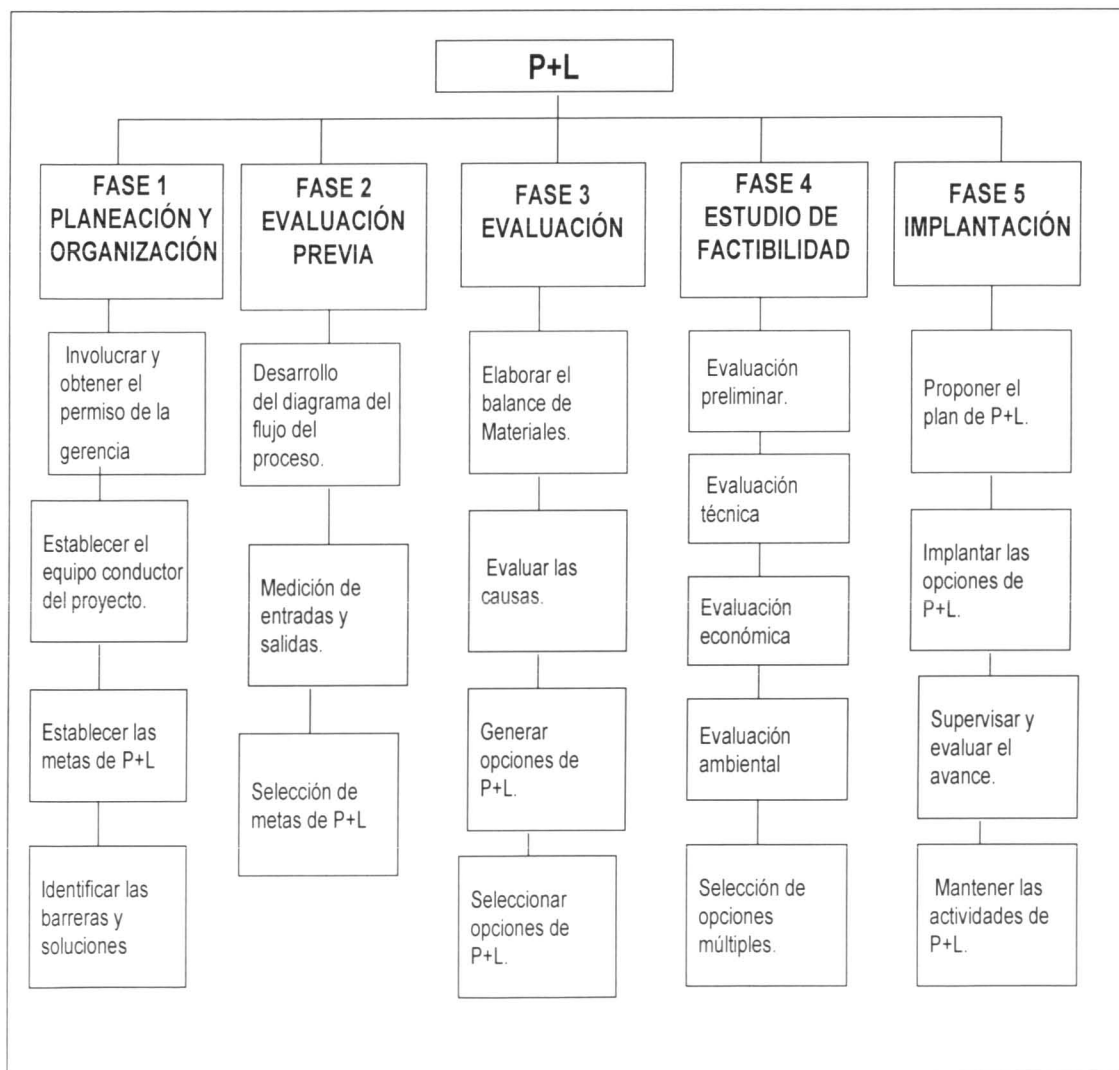 P+L
FASE 1
PLANEACIÓN Y
ORGANIZACIÓN
Involucrar y
obtener el
permiso de la
gerencia
Establecer el
equipo conductor
del proyecto.
Establecer las
metas de P+L
Identificar las
barreras y
soluciones
FASE 2
EVALUACIÓN
PREVIA
Desarrollo
del diagrama del
flujo del
proceso.
Medición de
entradas y
salidas.
Selección de
metas de P+L
FASE 3
EVALUACIÓN
Elaborar el
balance de
Materiales.
Evaluar las
causas.
Generar
opciones de
P+L.
Seleccionar
opciones de
P+L.
FASE 4
ESTUDIO DE
FACTIBILIDAD
Evaluación
preliminar.
Evaluación
técnica
Evaluación
económica
Evaluación
ambiental
Selección de
opciones
múltiples.
FASE 5
IMPLANTACIÓN
Proponer el
plan de P+L.
Implantar las
opciones de
P+L.
Supervisar y
evaluar el
avance.
Mantener las
actividades de
P+L.